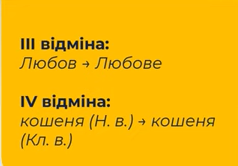 III відміна:
Любов → Любове
IV відміна:
кошеня (Н. в.) → кошеня
(Кл. в.)